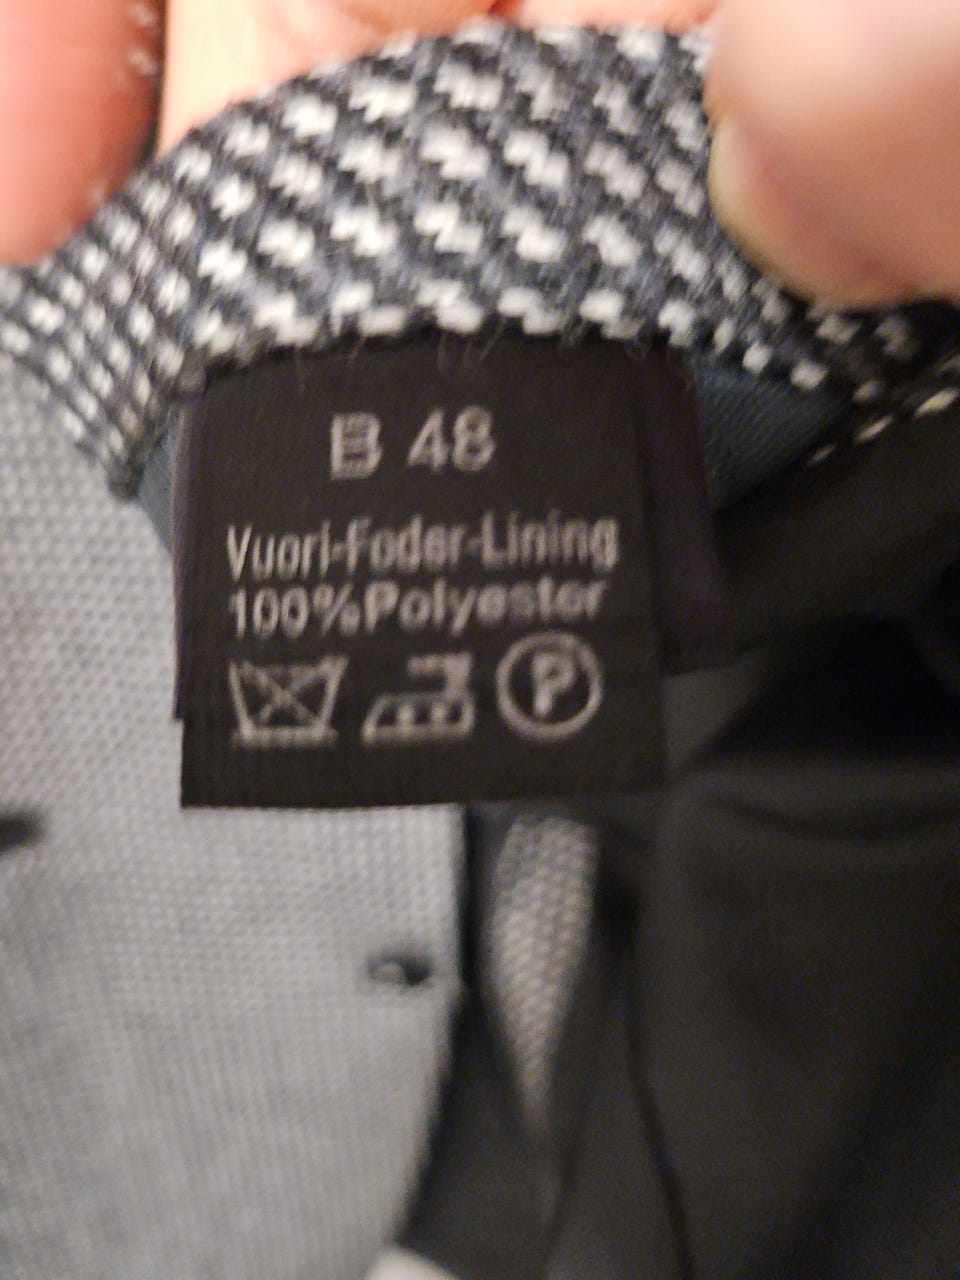 B 48
Vuori-Foder-Lining
100%Polyester
P